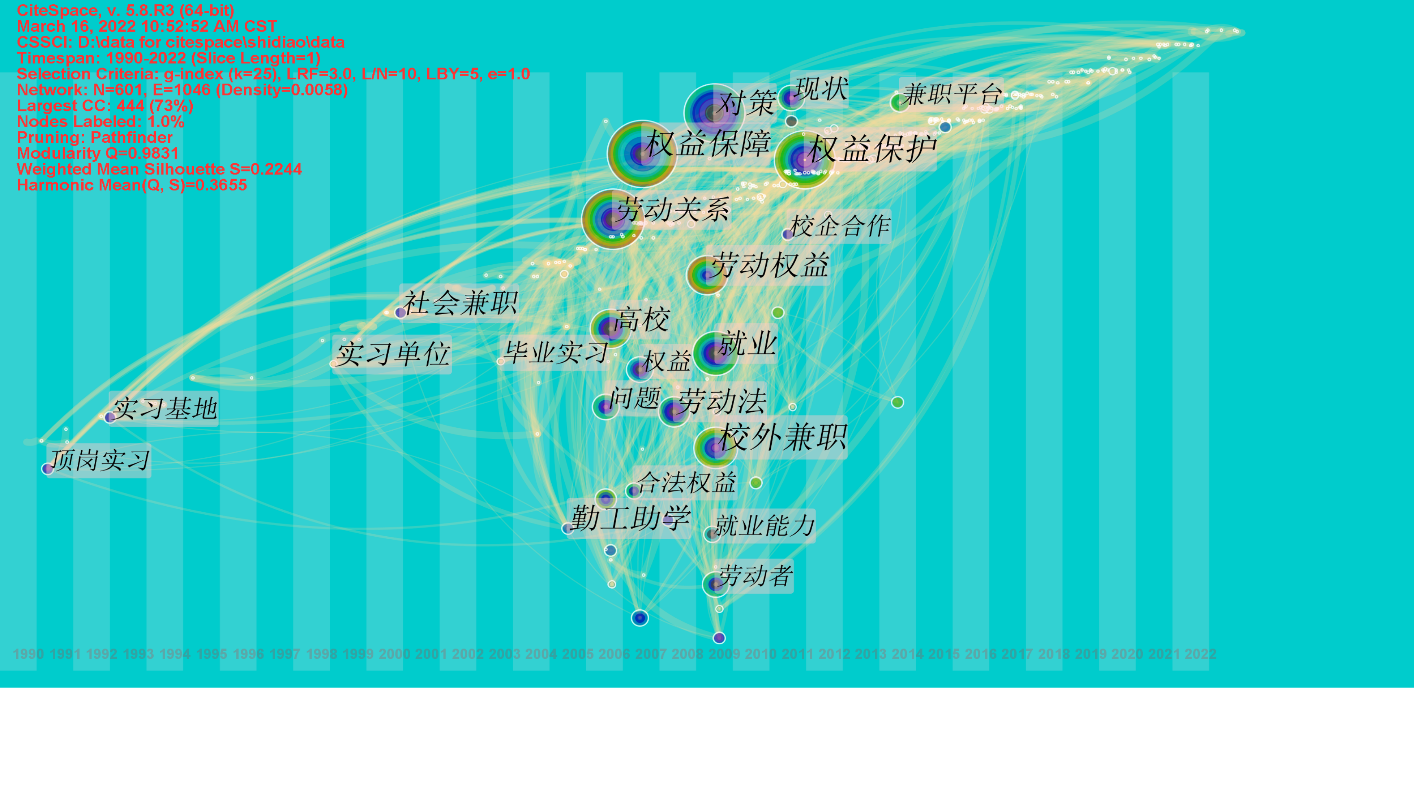 CiteSpace, v. 5.8.R3 (64-bit)
March 16, 2022 10:52:52 AM CST
CSSCI: D:\data for citespace\shidiao\data
Timespan: 1990-2022 (Slice Length=1)
Selection Criteria: g-index (k=25), LRF=3.0, L/N=10, LBY=5, e=1.0
Network: N=601, E=1046 (Density=0.0058)
Largest CC: 444 (73%)
Nodes Labeled: 1.0%
Pruning: Pathfinder
Modularity Q=0.9831
Weighted Mean Silhouette S=0.2244
Harmonic Mean(Q, S)=0.3655
现状
兼职平台
对策
权益保障
权益保护
劳动关系
校企合作
劳动权益
社会兼职
高校
就业
实习单位
毕业实习
权益
问题
劳动法
实习基地
校外兼职
顶岗实习
合法权益
勤工助学
就业能力
劳动者
1990 1991 1992 1993 1994 1995 1996 1997 1998 1999 2000 2001 2002 2003 2004 2005 2006 2007 2008 2009 2010 2011 2012 2013 2014 2015 2016 2017 2018 2019 2020 2021 2022